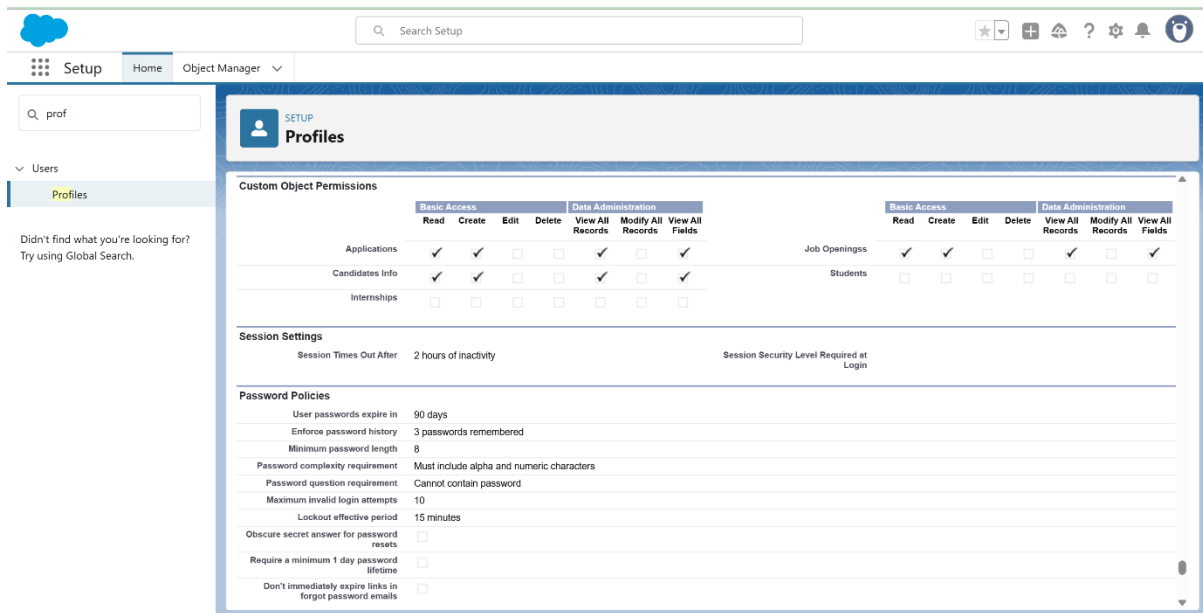 Search Setup
Setup
Home
Object Manager
prof
Users
Profiles
Didn't find what you're looking for?
Try using Global Search.
SETUP
Profiles
Custom Object Permissions
Basic Access Data Administration Basic Access Data Administration
Read Create Edit Delete View All Records Modify All Records View All Fields Read Create Edit Delete View All Records Modify All Records View All Fields
Applications Job Openingss
Candidates Info Students
Internships
Session Settings
Session Times Out After 2 hours of inactivity Session Security Level Required at Login
Password Policies
User passwords expire in 90 days
Enforce password history 3 passwords remembered
Minimum password length 8
Password complexity requirement Must include alpha and numeric characters
Password question requirement Cannot contain password
Maximum invalid login attempts 10
Lockout effective period 15 minutes
Obscure secret answer for password resets
Require a minimum 1 day password lifetime
Don't immediately expire links in forgot password emails